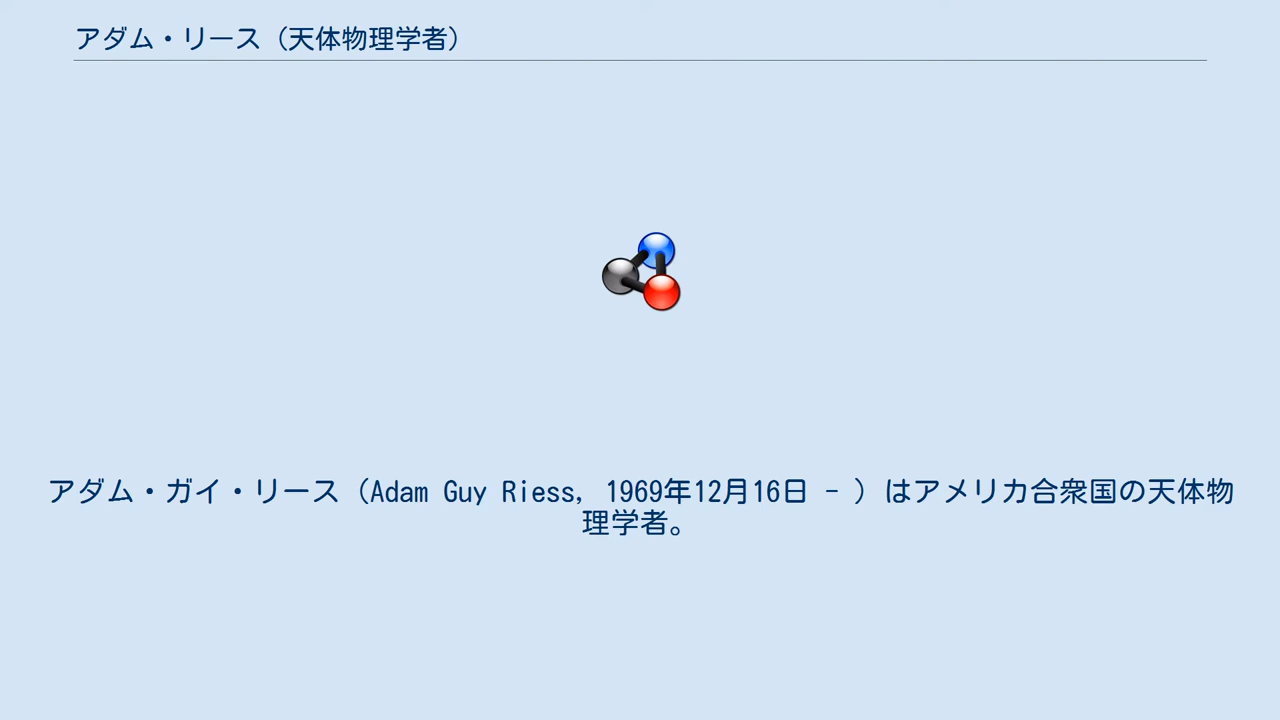 アダム・リース（天体物理学者）
アダム・ガイ・リース（Adam Guy Riess, 1969年12月16日 - ）はアメリカ合衆国の天体物
理学者。